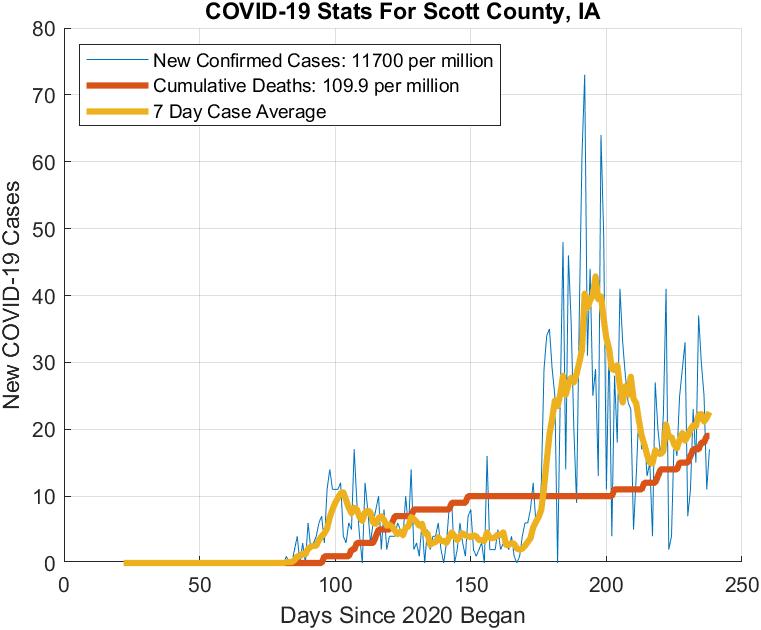 COVID-19 Stats For Scott County, IA
80
70
60
50
40
30
20
10
0
New COVID-19 Cases
New Confirmed Cases: 11700 per million
Cumulative Deaths: 109.9 per million
7 Day Case Average
0
50
100
150
200
250
Days Since 2020 Began